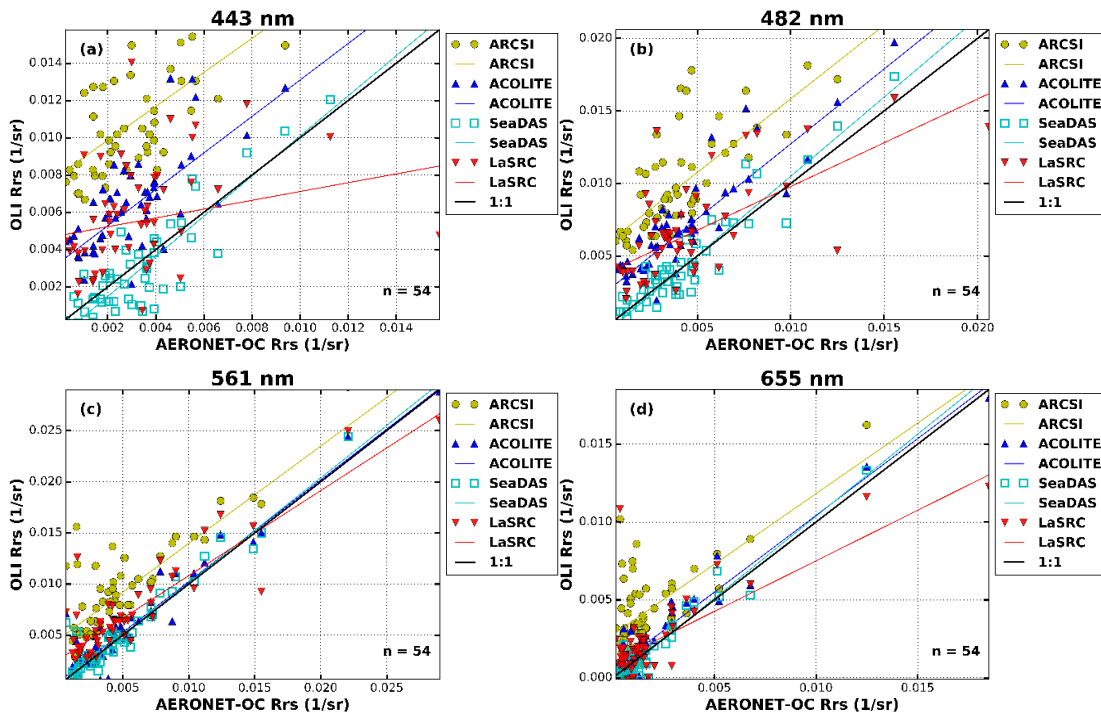 443 nm
(a)
OLI Rrs (1/sr)
0.014
0.012
0.010
0.008
0.006
0.004
0.002
0.002 0.004 0.006 0.008 0.010 0.012 0.014
AERONET-OC Rrs (1/sr)
n = 54
ARCSI
ARCSI
ACOLITE
ACOLITE
SeaDAS
SeaDAS
LaSRC
LaSRC
1:1
482 nm
(b)
OLI Rrs (1/sr)
0.020
0.015
0.010
0.005
0.005 0.010 0.015 0.020
AERONET-OC Rrs (1/sr)
n = 54
ARCSI
ARCSI
ACOLITE
ACOLITE
SeaDAS
SeaDAS
LaSRC
LaSRC
1:1
561 nm
(c)
OLI Rrs (1/sr)
0.025
0.020
0.015
0.010
0.005
0.005 0.010 0.015 0.020 0.025
AERONET-OC Rrs (1/sr)
n = 54
ARCSI
ARCSI
ACOLITE
ACOLITE
SeaDAS
SeaDAS
LaSRC
LaSRC
1:1
655 nm
(d)
OLI Rrs (1/sr)
0.015
0.010
0.005
0.000
0.005 0.010 0.015
AERONET-OC Rrs (1/sr)
n = 54
ARCSI
ARCSI
ACOLITE
ACOLITE
SeaDAS
SeaDAS
LaSRC
LaSRC
1:1